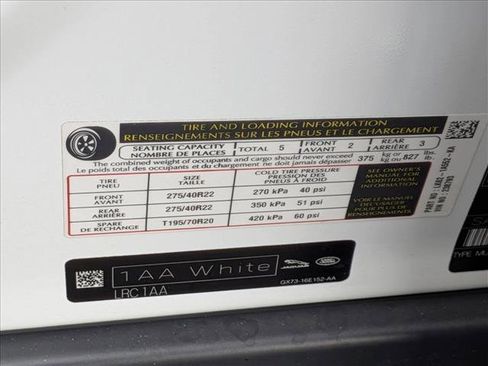 TIRE AND LOADING INFORMATION
RENSEIGNEMENTS SUR LES PNEUS ET LE CHARGEMENT
SEATING CAPACITY NOMBRE DE PLACES TOTAL 5 FRONT AVANT 2 REAR ARRIÈRE 3
The combined weight of occupants and cargo should never exceed
Le poids total des occupants et du chargement ne doit jamais dépasser
375 kg or kg ou 827 lbs. lb.
TIRE PNEU SIZE TAILLE COLD TIRE PRESSURE PRESSION DES PNEUS À FROID
FRONT AVANT 275/40R22 270 kPa 40 psi
REAR ARRIÈRE 275/40R22 350 kPa 51 psi
SPARE DE RECHANGE T195/70R20 420 kPa 60 psi
SEE OWNER'S
MANUAL FOR
ADDITIONAL
INFORMATION
VOIR LE MANUEL
DE L'USAGER
POUR PLUS DE
RENSEIGNEMENTS
1AA White
LRC1AA
JAGUAR
GX73-16E152-AA